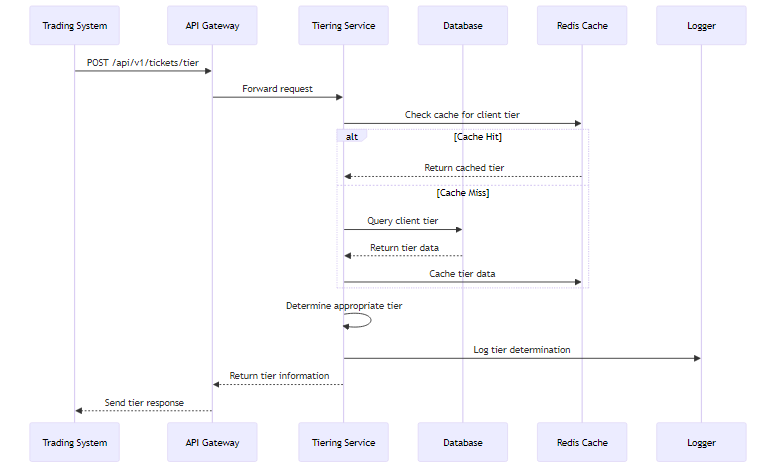 Trading System
API Gateway
Tiering Service
Database
Redis Cache
Logger
POST /api/v1/tickets/tier
Forward request
Check cache for client tier
alt
[Cache Hit]
Return cached tier
[Cache Miss]
Query client tier
Return tier data
Cache tier data
Determine appropriate tier
Log tier determination
Return tier information
Send tier response
Trading System
API Gateway
Tiering Service
Database
Redis Cache
Logger